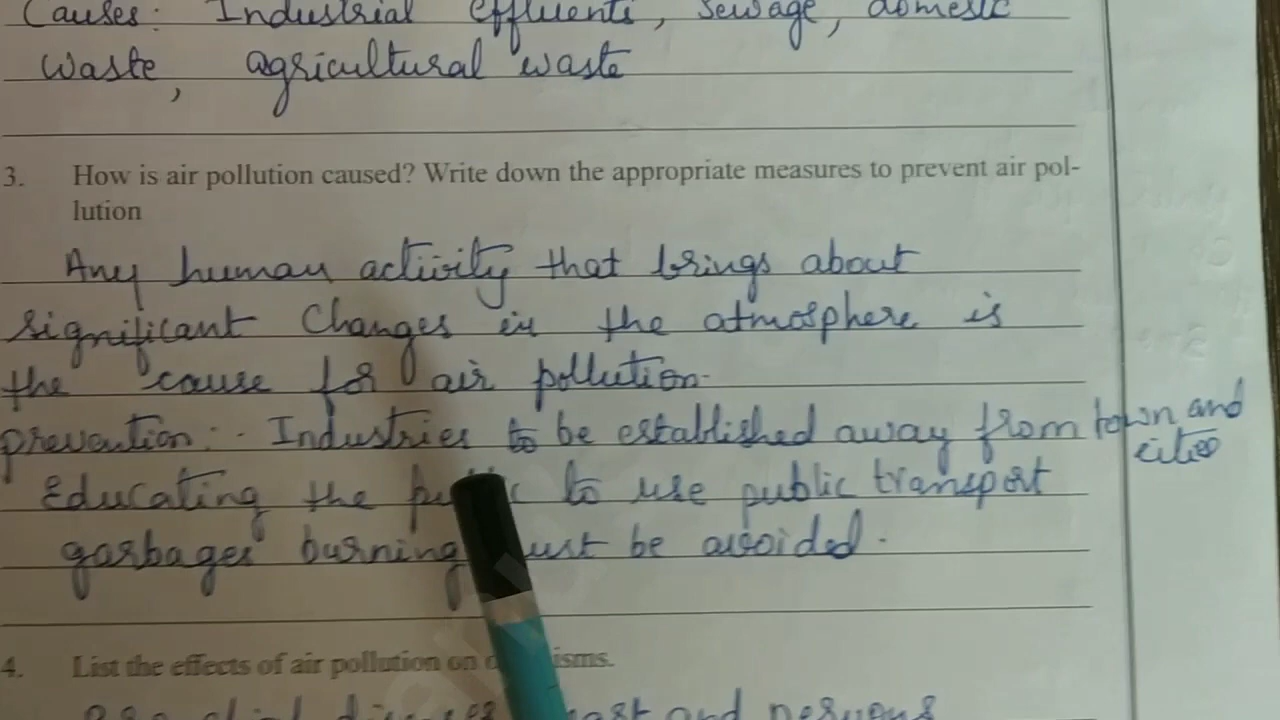 Causes: Industrial effluents, sewage, domestic
waste, agricultural waste
3. How is air pollution caused? Write down the appropriate measures to prevent air pol-
lution
Any human activity that brings about
significant Changes in the atmosphere is
the cause for air pollution.
prevention:- Industries to be established away from town and
cities
Educating the to use public transport
garbages burning be avoided.
4. List the effects of air pollution on
and nervous